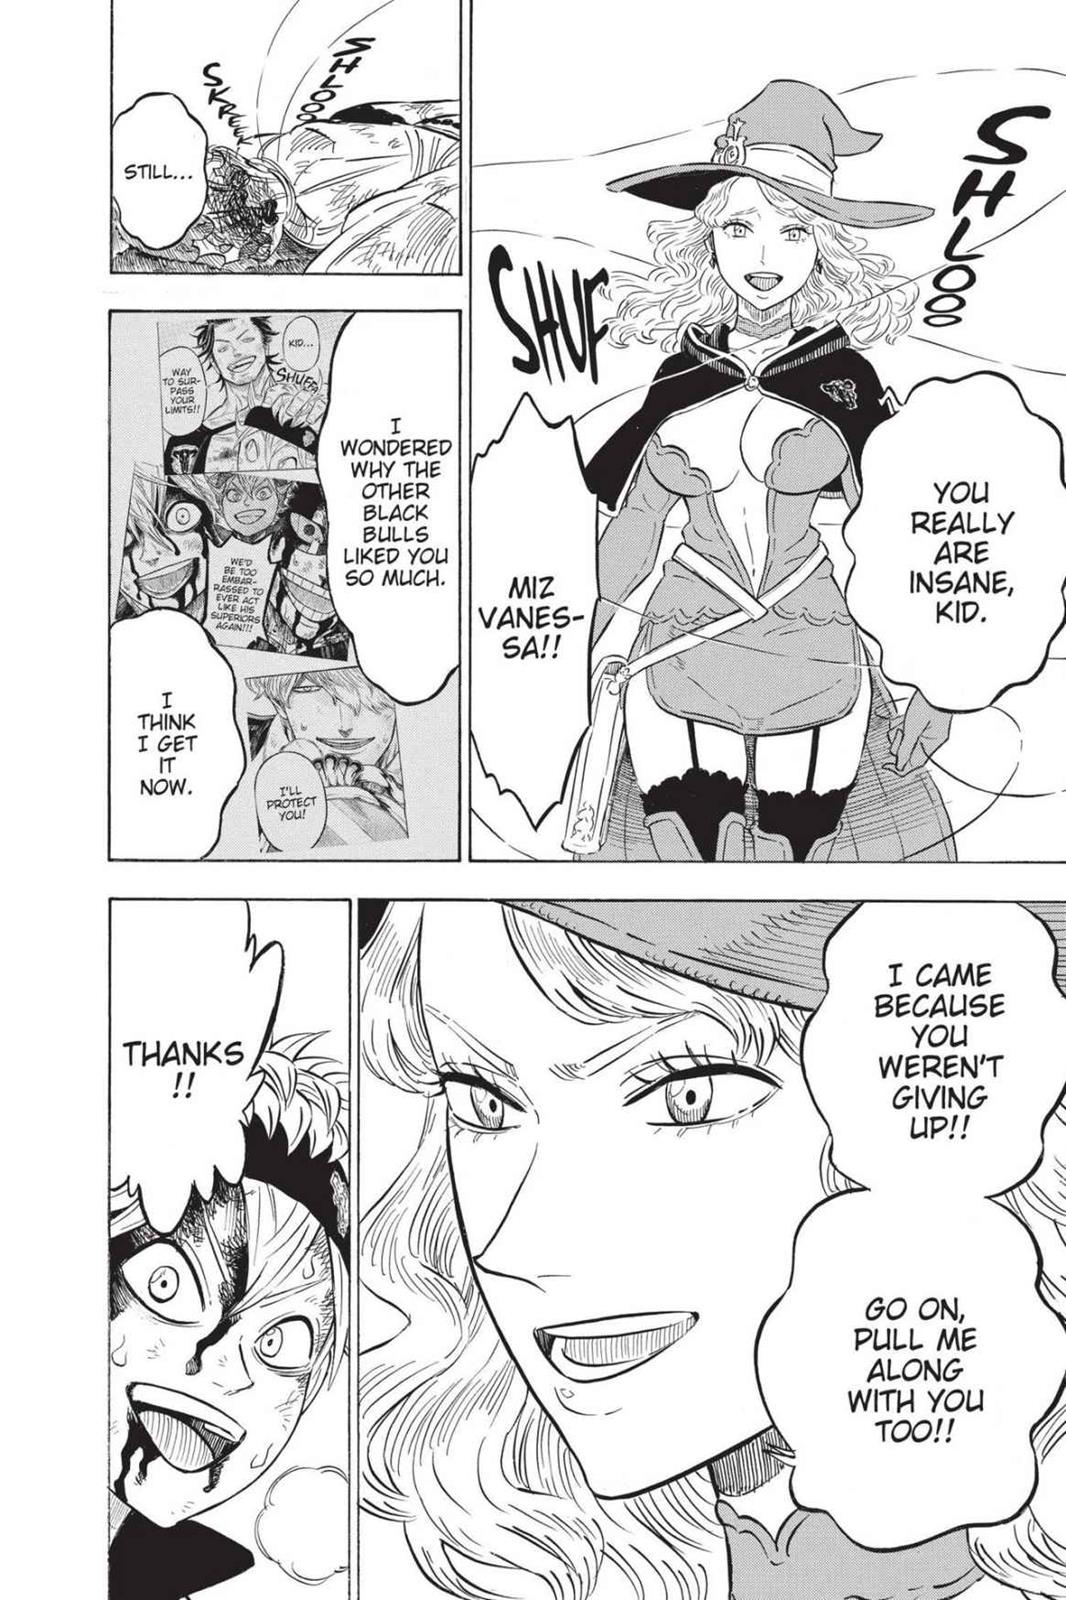 SHLOOO
SHUF
YOU
REALLY
ARE
INSANE,
KID.
MIZ
VANES-
SA!!
SHLOOO
SKREK
STILL...
KID...
SHUFF
WAY
TO SUR-
PASS
YOUR
LIMITS!!
WE'D
BE TOO
EMBAR-
RASSED TO
EVER ACT
LIKE HIS
SUPERIORS
AGAIN!!!
I'LL
PROTECT
YOU!
I
WONDERED
WHY THE
OTHER
BLACK
BULLS
LIKED YOU
SO MUCH.
I
THINK
I GET
IT
NOW.
I CAME
BECAUSE
YOU
WEREN'T
GIVING
UP!!
GO ON,
PULL ME
ALONG
WITH YOU
TOO!!
THANKS
!!